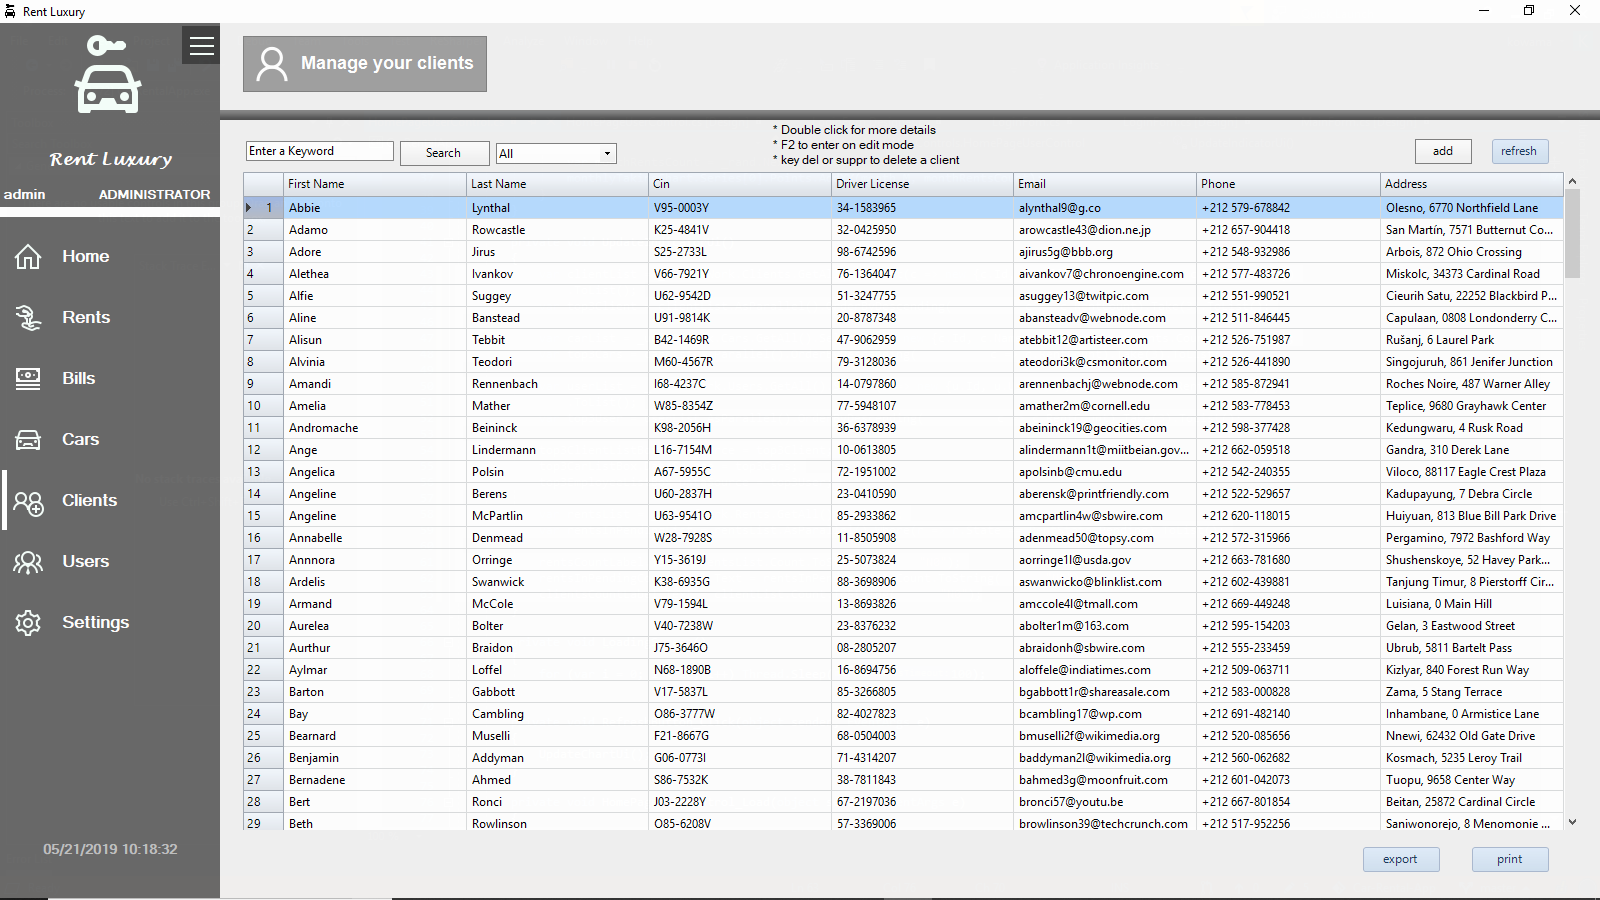 Rent Luxury
Rent Luxury
admin ADMINISTRATOR
Home
Rents
Bills
Cars
Clients
Users
Settings
05/21/2019 10:18:32
Manage your clients
* Double click for more details
* F2 to enter on edit mode
* key del or suppr to delete a client
Enter a Keyword Search All add refresh
First Name Last Name Cin Driver License Email Phone Address
1 Abbie Lynthal V95-0003Y 34-1583965 alynthal9@g.co +212 579-678842 Olesno, 6770 Northfield Lane
2 Adamo Rowcastle K25-4841V 32-0425950 arowcastle43@dion.ne.jp +212 657-904418 San Martín, 7571 Butternut Co...
3 Adore Jirus S25-2733L 98-6742596 ajirus5g@bbb.org +212 548-932986 Arbois, 872 Ohio Crossing
4 Alethea Ivankov V66-7921Y 76-1364047 aivankov7@chronoengine.com +212 577-483726 Miskolc, 34373 Cardinal Road
5 Alfie Suggey U62-9542D 51-3247755 asuggey13@twitpic.com +212 551-990521 Cieurih Satu, 22252 Blackbird P...
6 Aline Banstead U91-9814K 20-8787348 abansteadv@webnode.com +212 511-846445 Capulaan, 0808 Londonderry C...
7 Alisun Tebbit B42-1469R 47-9062959 atebbit12@artisteer.com +212 526-751987 Rušanj, 6 Laurel Park
8 Alvinia Teodori M60-4567R 79-3128036 ateodori3k@csmonitor.com +212 526-441890 Singojuruh, 861 Jenifer Junction
9 Amandi Rennenbach I68-4237C 14-0797860 arennenbachj@webnode.com +212 585-872941 Roches Noire, 487 Warner Alley
10 Amelia Mather W85-8354Z 77-5948107 amather2m@cornell.edu +212 583-778453 Teplice, 9680 Grayhawk Center
11 Andromache Beininck K98-2056H 36-6378939 abeininck19@geocities.com +212 598-377428 Kedungwaru, 4 Rusk Road
12 Ange Lindermann L16-7154M 10-0613805 alindermann1t@miitbeian.gov... +212 662-059518 Gandra, 310 Derek Lane
13 Angelica Polsin A67-5955C 72-1951002 apolsinb@cmu.edu +212 542-240355 Viloco, 88117 Eagle Crest Plaza
14 Angeline Berens U60-2837H 23-0410590 aberensk@printfriendly.com +212 522-529657 Kadupayung, 7 Debra Circle
15 Angeline McPartlin U63-9541O 85-2933862 amcpartlin4w@sbwire.com +212 620-118015 Huiyuan, 813 Blue Bill Park Drive
16 Annabelle Denmead W28-7928S 11-8505908 adenmead50@topsy.com +212 572-315966 Pergamino, 7972 Bashford Way
17 Annnora Orringe Y15-3619J 25-5073824 aorringe1l@usda.gov +212 663-781680 Shushenskoye, 52 Havey Park...
18 Ardelis Swanwick K38-6935G 88-3698906 aswanwicko@blinklist.com +212 602-439881 Tanjung Timur, 8 Pierstorff Cir...
19 Armand McCole V79-1594L 13-8693826 amccole4l@tmall.com +212 669-449248 Luisiana, 0 Main Hill
20 Aurelea Bolter V40-7238W 23-8376232 abolter1m@163.com +212 595-154203 Gelan, 3 Eastwood Street
21 Aurthur Braidon J75-3646O 08-2805207 abraidonh@sbwire.com +212 555-233459 Ubrub, 5811 Bartelt Pass
22 Aylmar Loffel N68-1890B 16-8694756 aloffele@indiatimes.com +212 509-063711 Kizlyar, 840 Forest Run Way
23 Barton Gabbott V17-5837L 85-3266805 bgabbott1r@shareasale.com +212 583-000828 Zama, 5 Stang Terrace
24 Bay Cambling O86-3777W 82-4027823 bcambling17@wp.com +212 691-482140 Inhambane, 0 Armistice Lane
25 Bearnard Muselli F21-8667G 68-0504003 bmuselli2f@wikimedia.org +212 520-085656 Nnewi, 62432 Old Gate Drive
26 Benjamin Addyman G06-0773I 71-4314207 baddyman2l@wikimedia.org +212 560-062682 Kosmach, 5235 Leroy Trail
27 Bernadene Ahmed S86-7532K 38-7811843 bahmed3g@moonfruit.com +212 601-042073 Tuopu, 9658 Center Way
28 Bert Ronci J03-2228Y 67-2197036 bronci57@youtu.be +212 667-801854 Beitan, 25872 Cardinal Circle
29 Beth Rowlinson O85-6208V 57-3369006 browlinson39@techcrunch.com +212 517-952256 Saniwonorejo, 8 Menomonie ...
export print